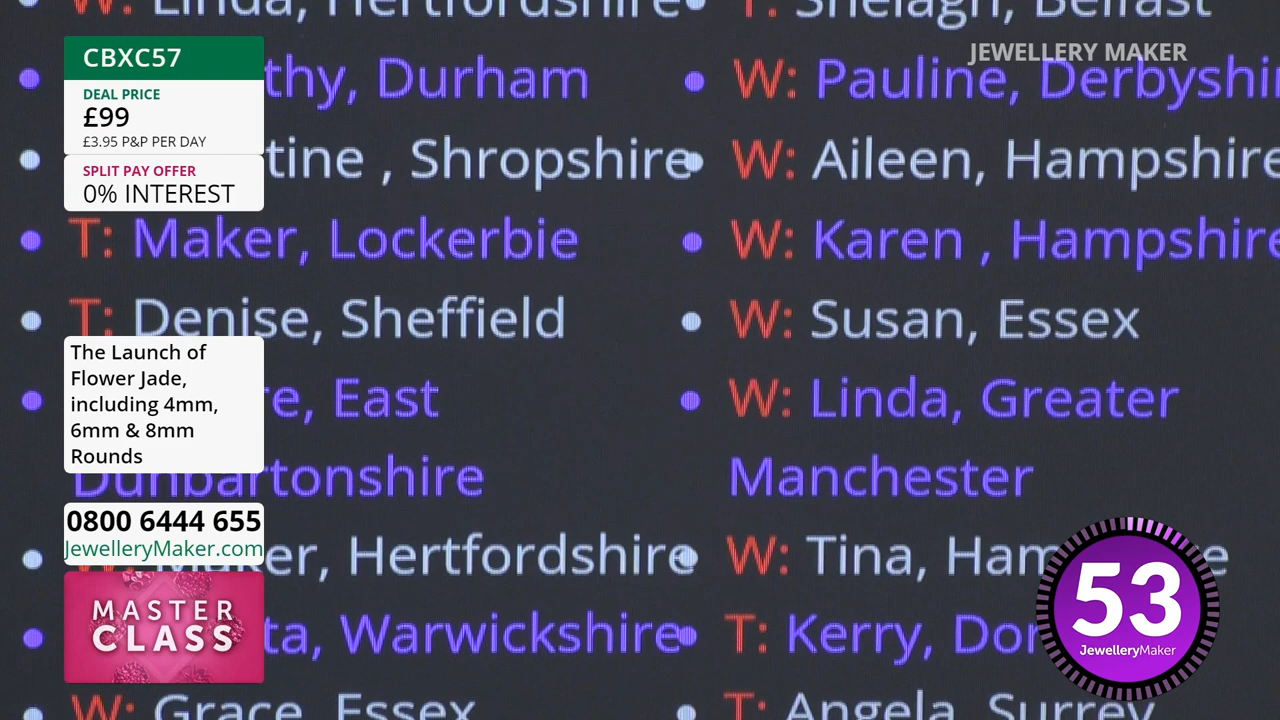 W: Linda, Hertfordshire
T: Shelagh, Belfast
JEWELLERY MAKER
CBXC57
DEAL PRICE
£99
£3.95 P&P PER DAY
SPLIT PAY OFFER
0% INTEREST
thy, Durham
W: Pauline, Derbyshir
tine , Shropshire
W: Aileen, Hampshire
T: Maker, Lockerbie
W: Karen , Hampshire
T: Denise, Sheffield
W: Susan, Essex
The Launch of
Flower Jade,
including 4mm,
6mm & 8mm
Rounds
re, East
Dunbartonshire
W: Linda, Greater
Manchester
0800 6444 655
JewelleryMaker.com
W: Maker, Hertfordshire
W: Tina, Ham e
MASTER
CLASS
ta, Warwickshire
T: Kerry, Dor
53
JewelleryMaker
W: Grace, Essex
T: Angela, Surrey